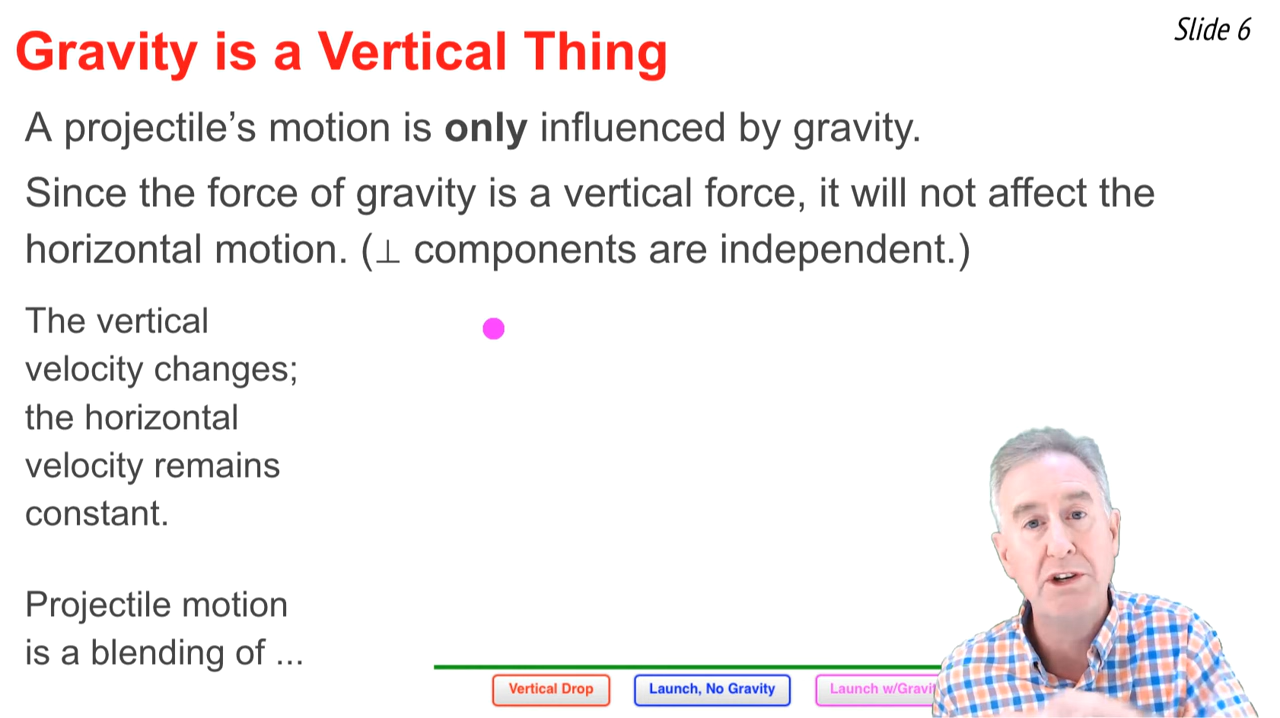 Slide 6
Gravity is a Vertical Thing
A projectile’s motion is only influenced by gravity.
Since the force of gravity is a vertical force, it will not affect the
horizontal motion. (⊥ components are independent.)
The vertical
velocity changes;
the horizontal
velocity remains
constant.
Projectile motion
is a blending of ...
Vertical Drop
Launch, No Gravity
Launch w/Gravi